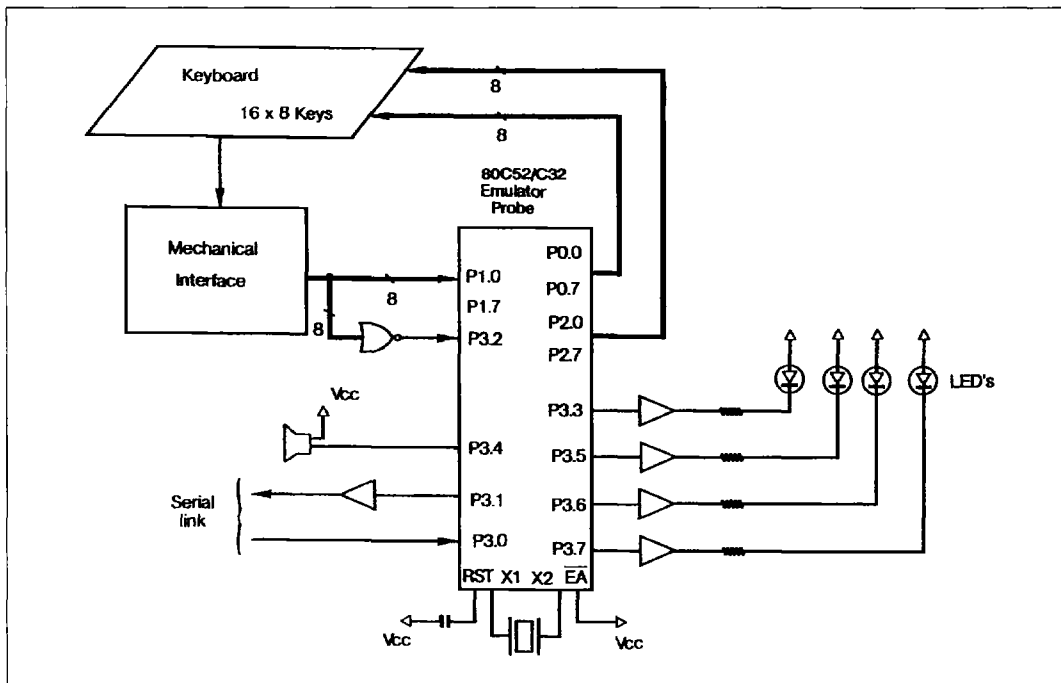 Keyboard
16 x 8 Keys
8
8
80C52/C32
Emulator
Probe
Mechanical
Interface
8
8
P1.0
P1.7
P3.2
P0.0
P0.7
P2.0
P2.7
LED's
Vcc
P3.3
P3.4
P3.5
Serial
link
P3.1
P3.6
P3.0
P3.7
RST X1 X2 EA
Vcc
Vcc